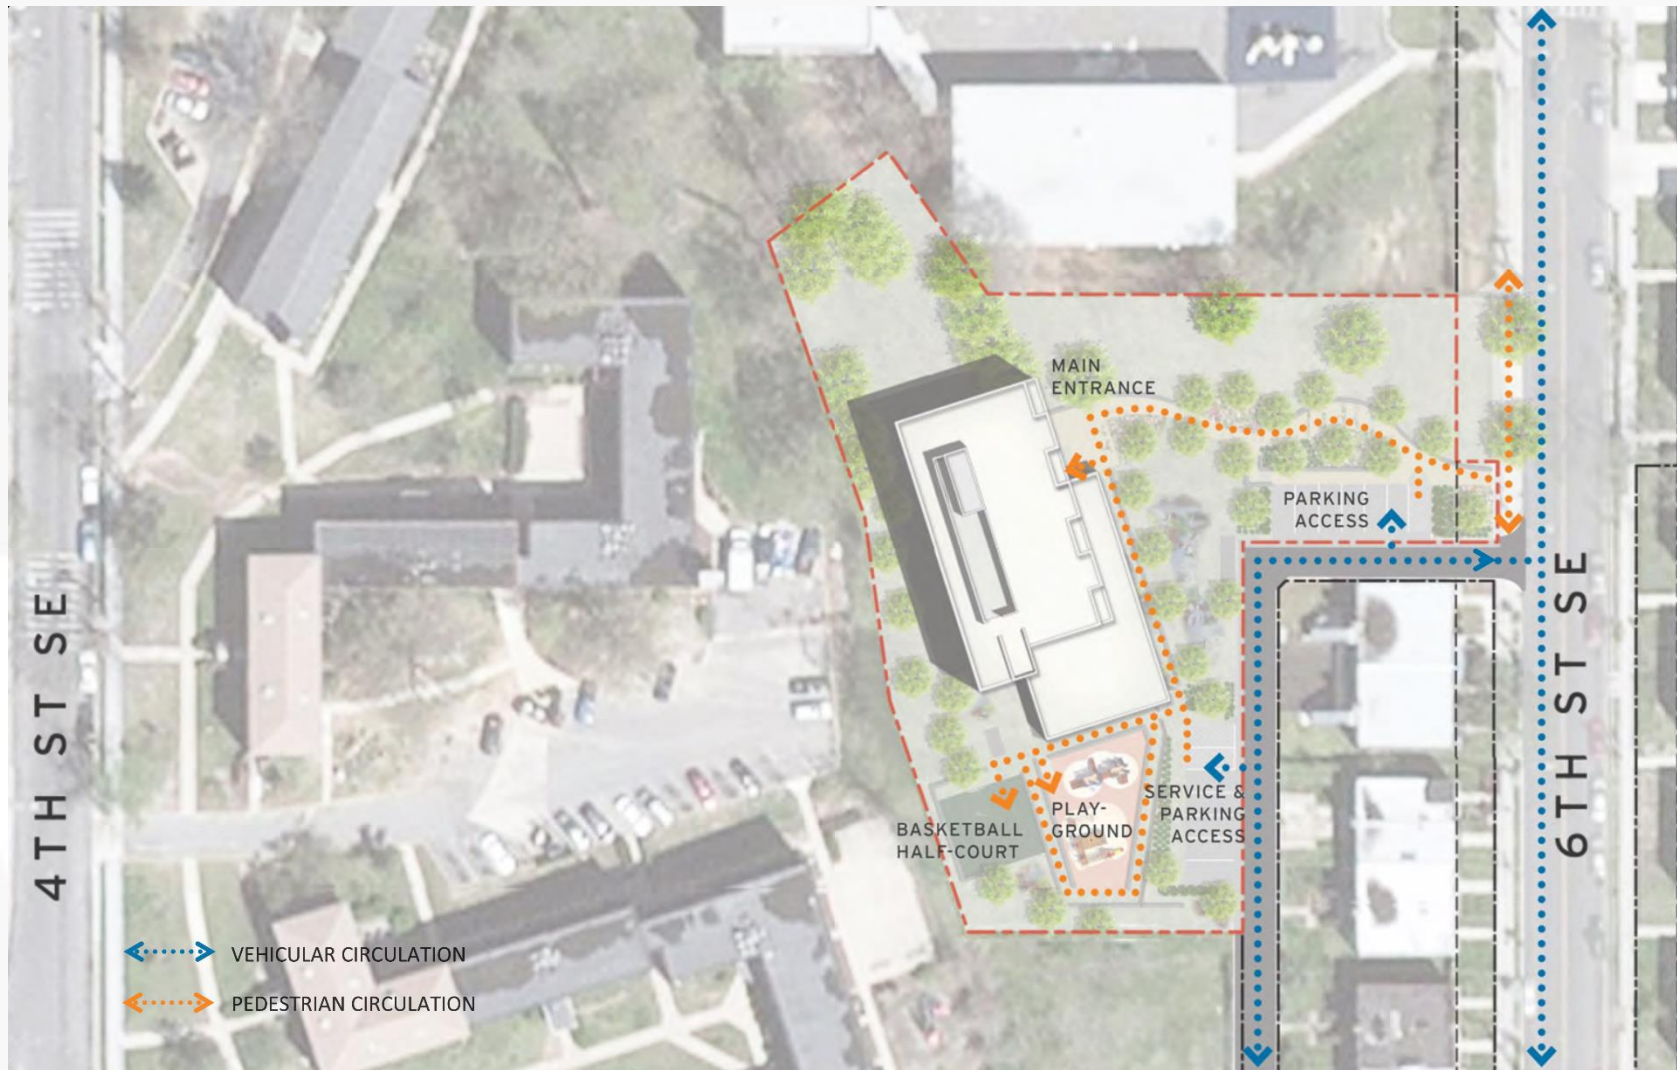 MAIN
ENTRANCE
PARKING
ACCESS
4TH ST SE
6TH ST SE
SERVICE &
PARKING
ACCESS
PLAY-
GROUND
BASKETBALL
HALF-COURT
VEHICULAR CIRCULATION
PEDESTRIAN CIRCULATION